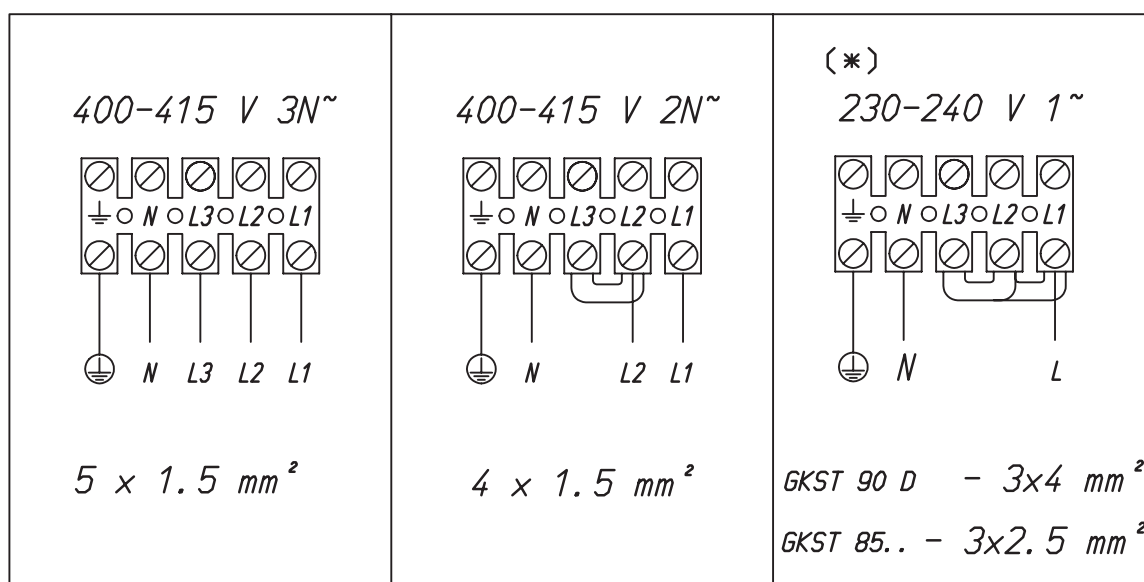 400-415 V 3N~
⏚ N L3 L2 L1
N L3 L2 L1
5 x 1.5 mm²
400-415 V 2N~
⏚ N L3 L2 L1
N L2 L1
4 x 1.5 mm²
(*)
230-240 V 1~
⏚ N L3 L2 L1
N L
GKST 90 D - 3x4 mm²
GKST 85.. - 3x2.5 mm²